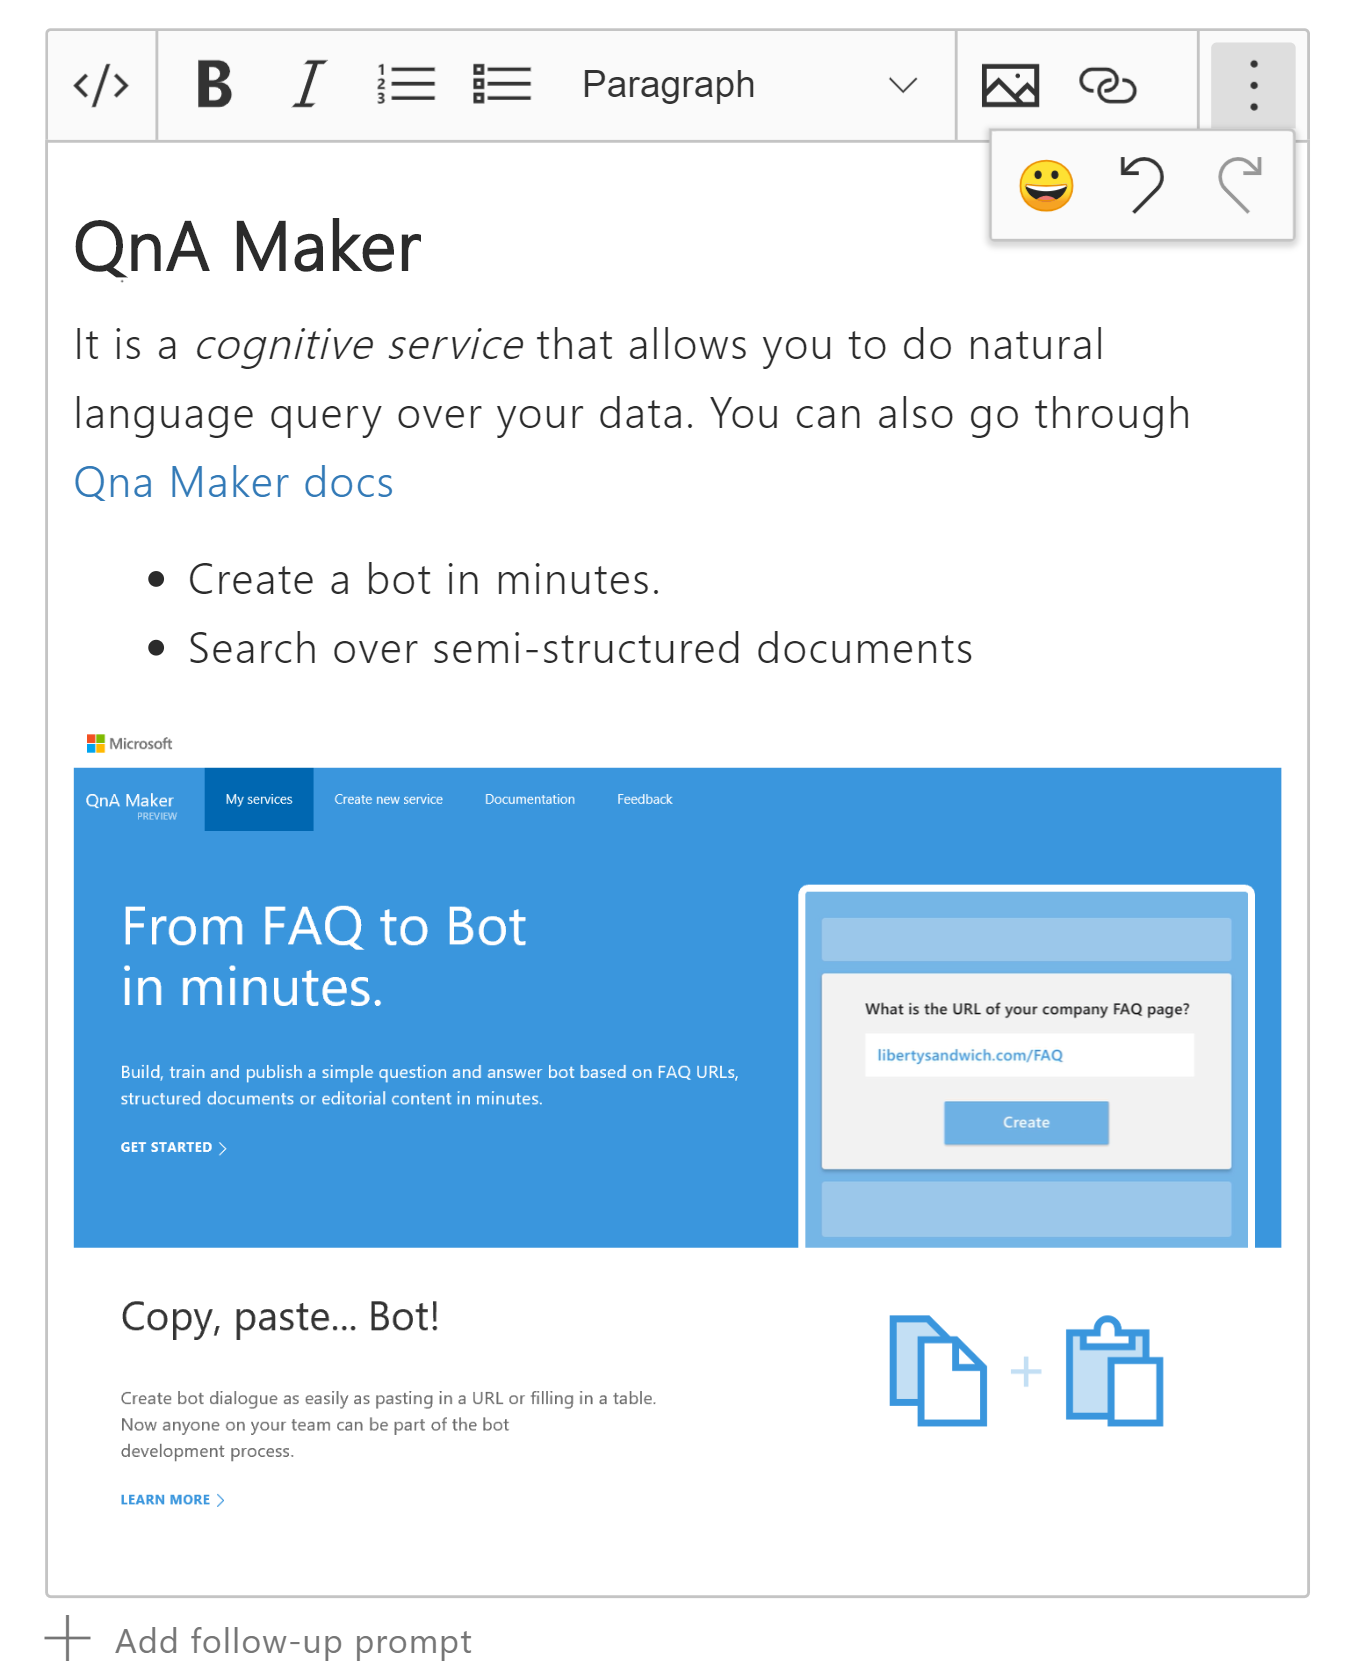 </> B I Paragraph
QnA Maker
It is a cognitive service that allows you to do natural
language query over your data. You can also go through
Qna Maker docs
• Create a bot in minutes.
• Search over semi-structured documents
Microsoft
QnA Maker My services Create new service Documentation Feedback
PREVIEW
From FAQ to Bot
in minutes.
Build, train and publish a simple question and answer bot based on FAQ URLs,
structured documents or editorial content in minutes.
GET STARTED >
What is the URL of your company FAQ page?
libertysandwich.com/FAQ
Create
Copy, paste... Bot!
Create bot dialogue as easily as pasting in a URL or filling in a table.
Now anyone on your team can be part of the bot
development process.
LEARN MORE >
Add follow-up prompt